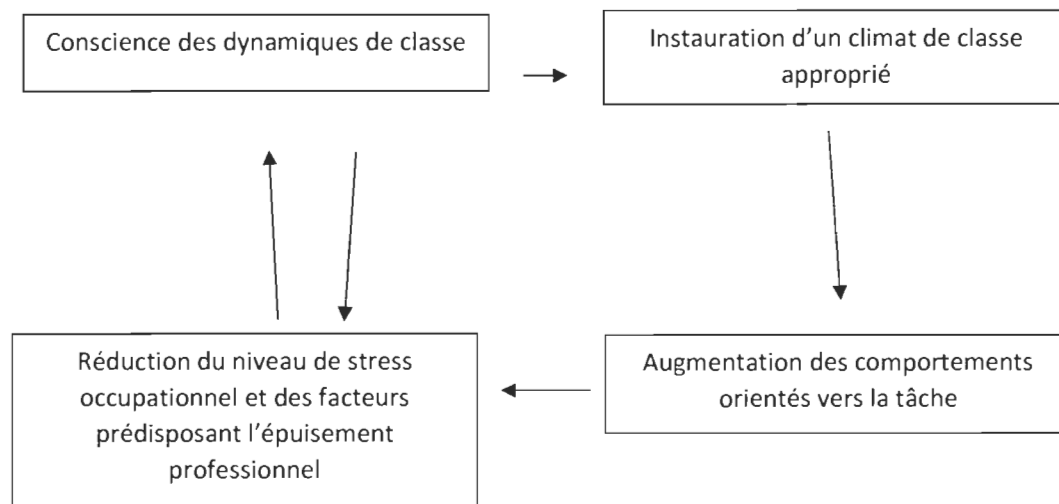 Conscience des dynamiques de classe
Instauration d'un climat de classe
approprié
Réduction du niveau de stress
occupationnel et des facteurs
prédisposant l'épuisement
professionnel
Augmentation des comportements
orientés vers la tâche